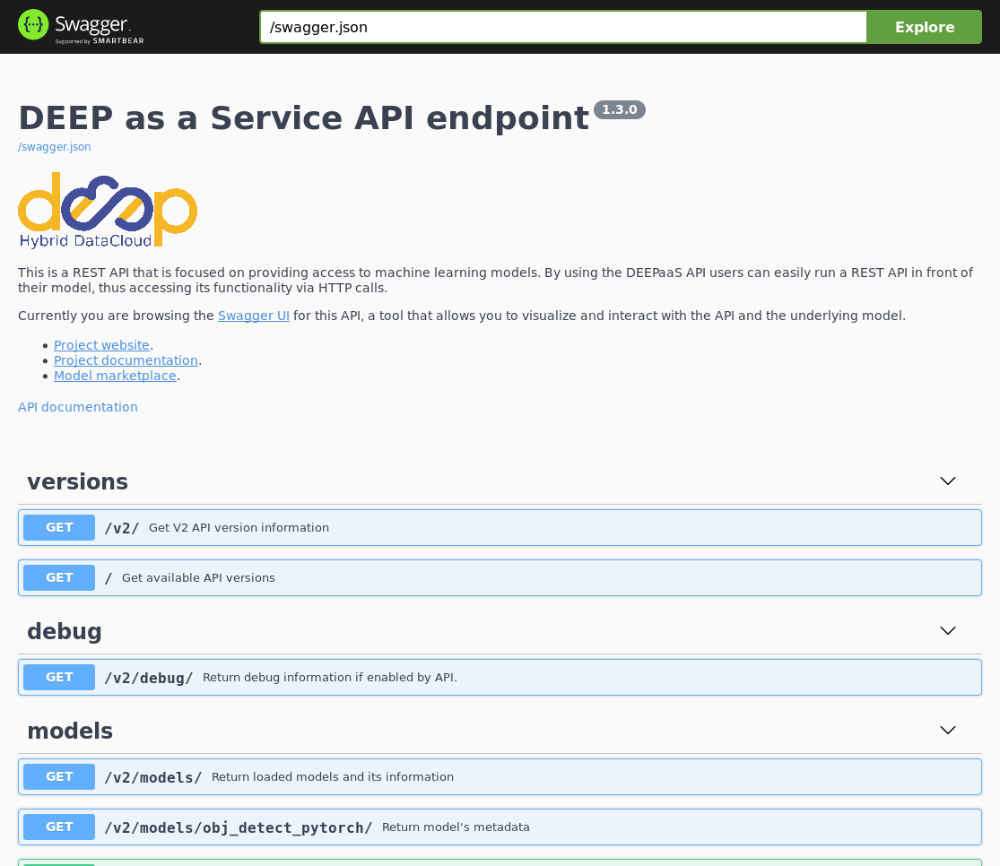 Swagger.
Supported by SMARTBEAR
/swagger.json
Explore
DEEP as a Service API endpoint 1.3.0
/swagger.json
deep
Hybrid DataCloud
This is a REST API that is focused on providing access to machine learning models. By using the DEEPaaS API users can easily run a REST API in front of
their model, thus accessing its functionality via HTTP calls.
Currently you are browsing the Swagger UI for this API, a tool that allows you to visualize and interact with the API and the underlying model.
• Project website.
• Project documentation.
• Model marketplace.
API documentation
versions
GET /v2/ Get V2 API version information
GET / Get available API versions
debug
GET /v2/debug/ Return debug information if enabled by API.
models
GET /v2/models/ Return loaded models and its information
GET /v2/models/obj_detect_pytorch/ Return model's metadata